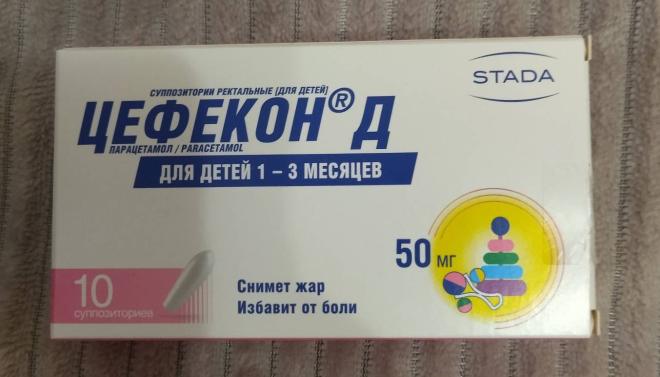 СУППОЗИТОРИИ РЕКТАЛЬНЫЕ [ДЛЯ ДЕТЕЙ]
ЦЕФЕКОН® Д
ПАРАЦЕТАМОЛ / PARACETAMOL
ДЛЯ ДЕТЕЙ 1 – 3 МЕСЯЦЕВ
STADA
50 мг
10
суппозиториев
Снимет жар
Избавит от боли